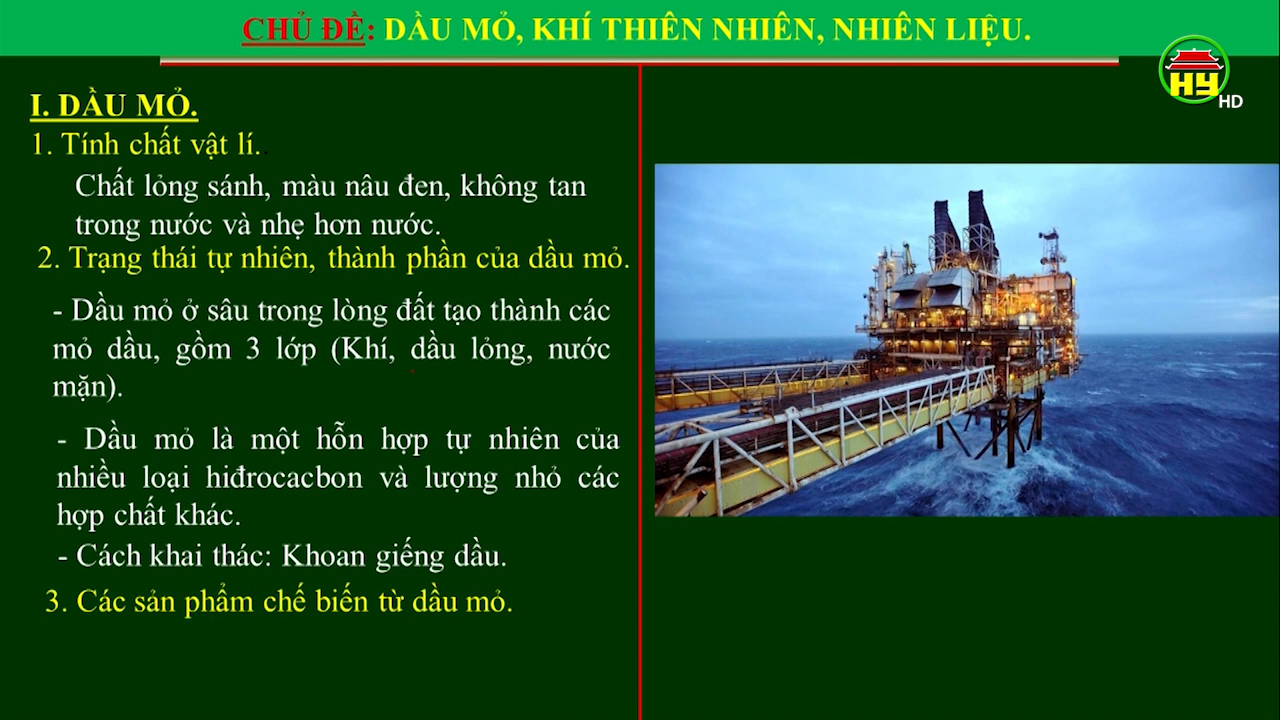 CHỦ ĐỀ: DẦU MỎ, KHÍ THIÊN NHIÊN, NHIÊN LIỆU.
HY
HD
I. DẦU MỎ.
1. Tính chất vật lí.
Chất lỏng sánh, màu nâu đen, không tan
trong nước và nhẹ hơn nước.
2. Trạng thái tự nhiên, thành phần của dầu mỏ.
- Dầu mỏ ở sâu trong lòng đất tạo thành các
mỏ dầu, gồm 3 lớp (Khí, dầu lỏng, nước
mặn).
- Dầu mỏ là một hỗn hợp tự nhiên của
nhiều loại hiđrocacbon và lượng nhỏ các
hợp chất khác.
- Cách khai thác: Khoan giếng dầu.
3. Các sản phẩm chế biến từ dầu mỏ.